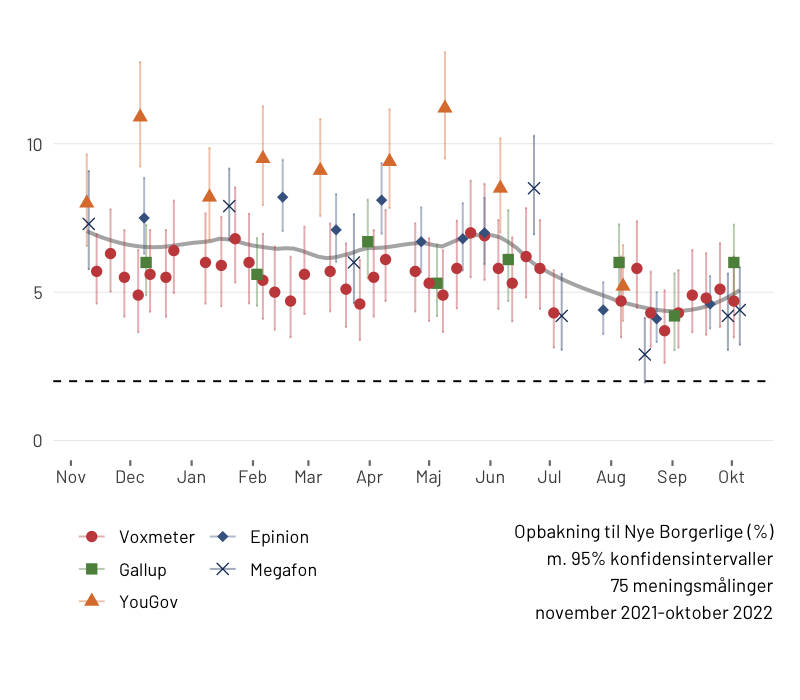 10
5
0
Nov Dec Jan Feb Mar Apr Maj Jun Jul Aug Sep Okt
Voxmeter Epinion
Gallup Megafon
YouGov
Opbakning til Nye Borgerlige (%)
m. 95% konfidensintervaller
75 meningsmålinger
november 2021-oktober 2022